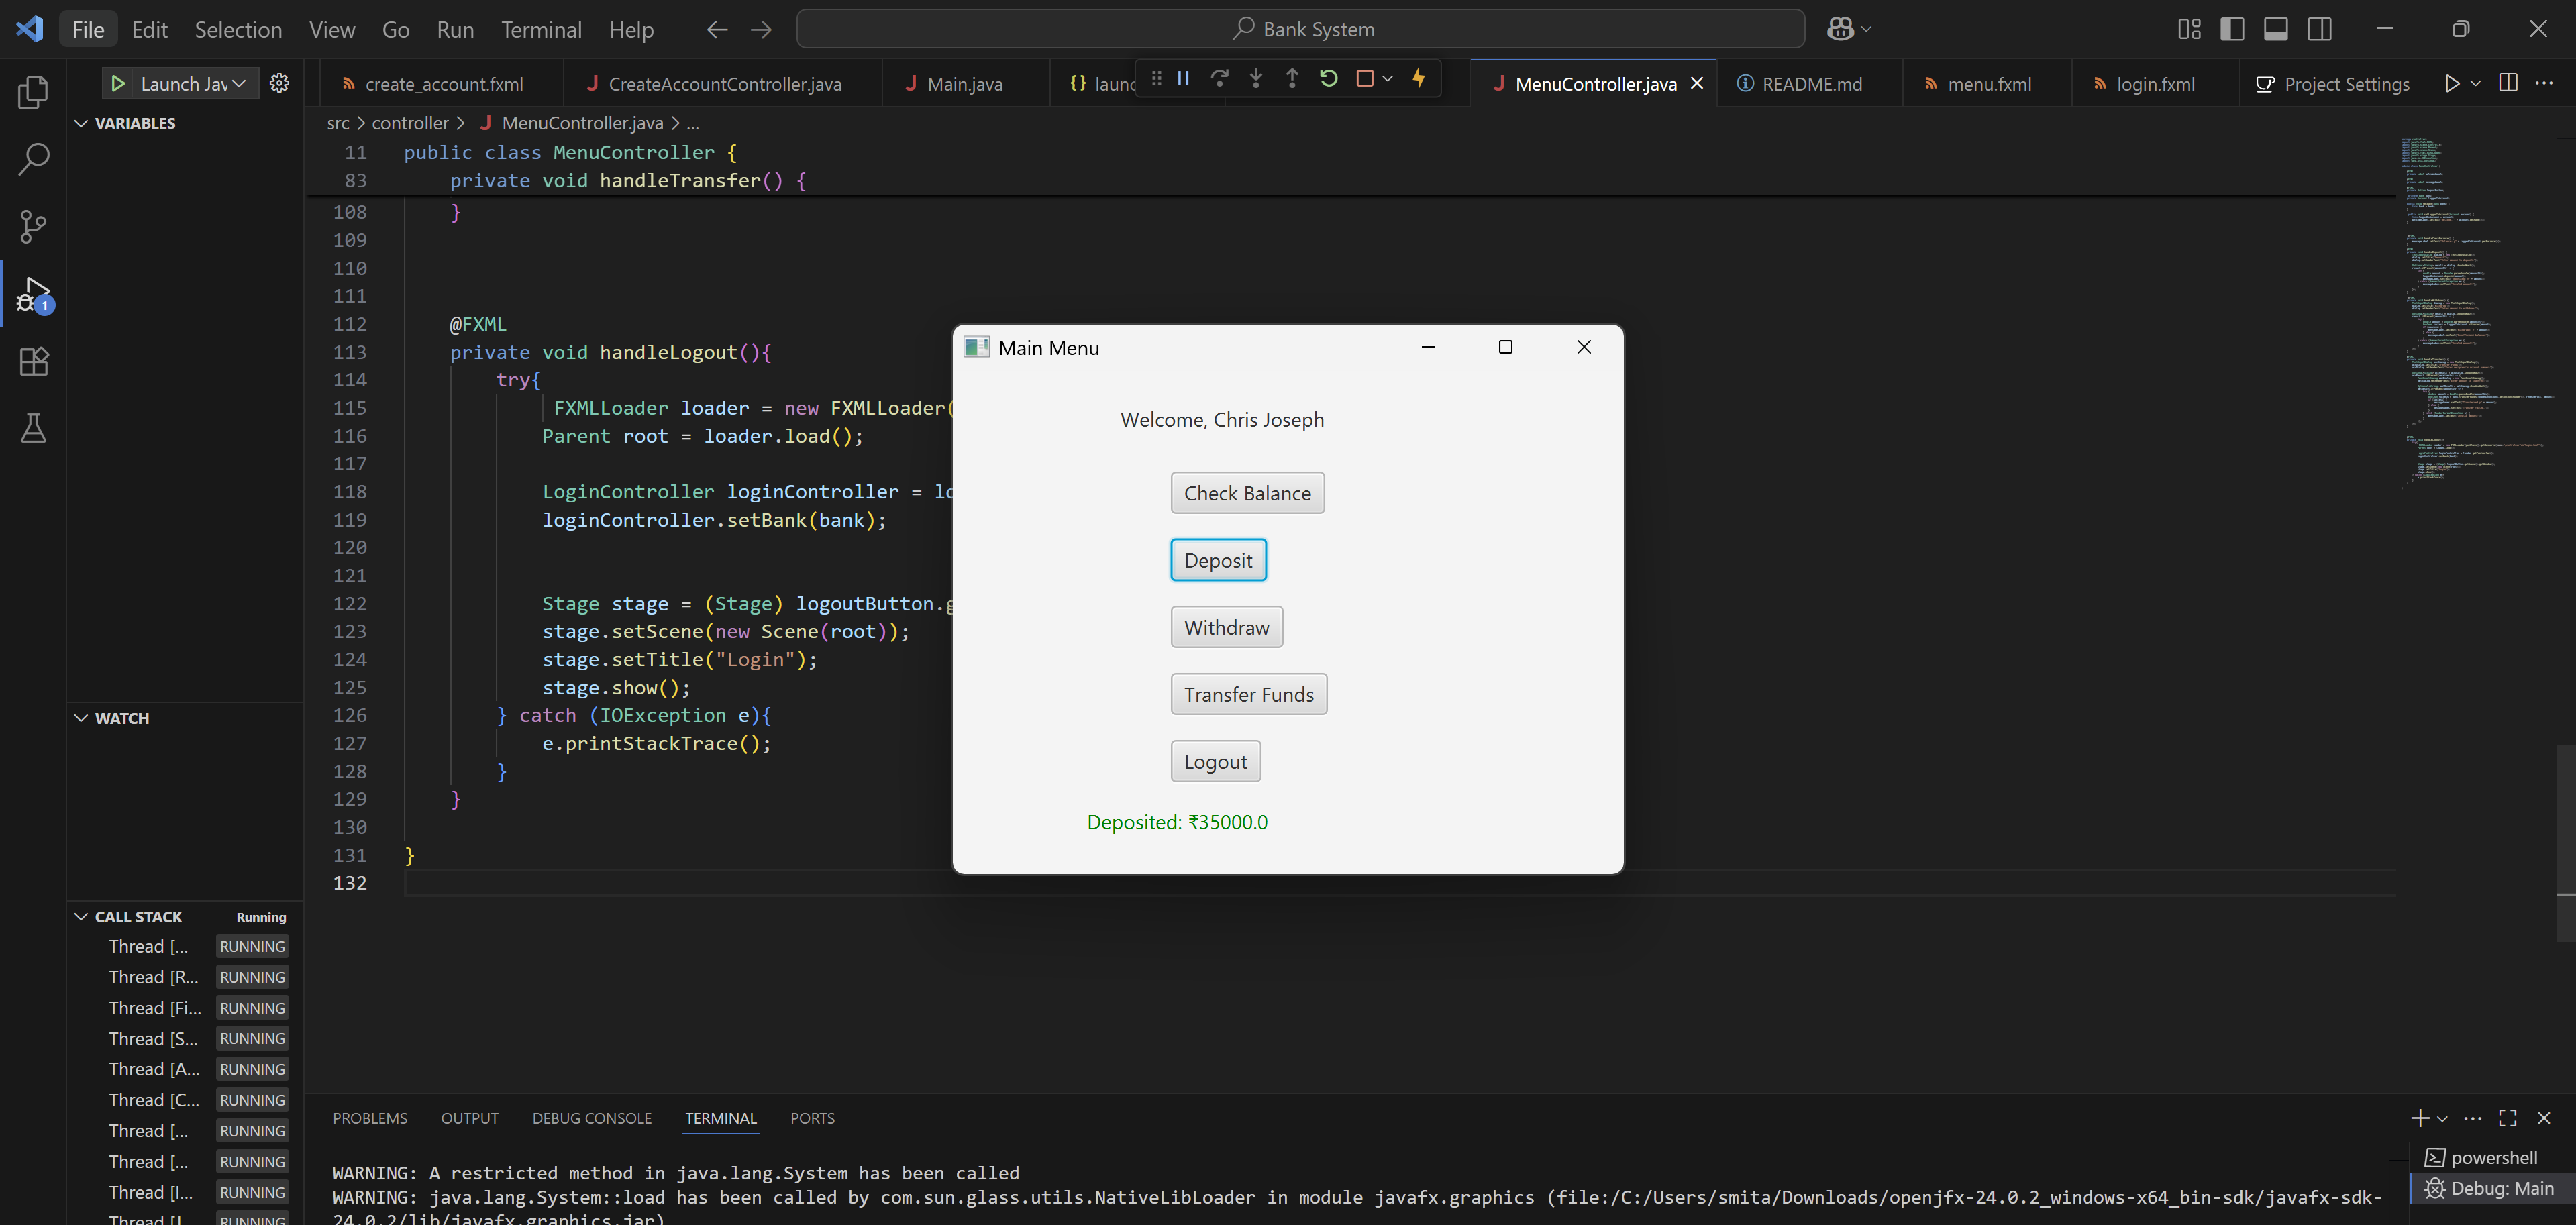 File Edit Selection View Go Run Terminal Help
Bank System
Launch Jav
create_account.fxml
CreateAccountController.java
Main.java
{} laun
MenuController.java
README.md
menu.fxml
login.fxml
Project Settings
src > controller > MenuController.java > ...
VARIABLES
WATCH
CALL STACK Running
Thread [... RUNNING
Thread [R... RUNNING
Thread [Fi... RUNNING
Thread [S... RUNNING
Thread [A... RUNNING
Thread [C... RUNNING
Thread [... RUNNING
Thread [... RUNNING
Thread [I... RUNNING
Thread [J... RUNNING
1
11 public class MenuController {
83 private void handleTransfer() {
108 }
109
110
111
112 @FXML
113 private void handleLogout(){
114 try{
115 FXMLLoader loader = new FXMLLoader(
116 Parent root = loader.load();
117
118 LoginController loginController = lo
119 loginController.setBank(bank);
120
121
122 Stage stage = (Stage) logoutButton.g
123 stage.setScene(new Scene(root));
124 stage.setTitle("Login");
125 stage.show();
126 } catch (IOException e){
127 e.printStackTrace();
128 }
129 }
130
131 }
132
Main Menu
Welcome, Chris Joseph
Check Balance
Deposit
Withdraw
Transfer Funds
Logout
Deposited: ₹35000.0
PROBLEMS OUTPUT DEBUG CONSOLE TERMINAL PORTS
WARNING: A restricted method in java.lang.System has been called
WARNING: java.lang.System::load has been called by com.sun.glass.utils.NativeLibLoader in module javafx.graphics (file:/C:/Users/smita/Downloads/openjfx-24.0.2_windows-x64_bin-sdk/javafx-sdk-
24.0.2/lib/javafx.graphics.jar)
powershell
Debug: Main